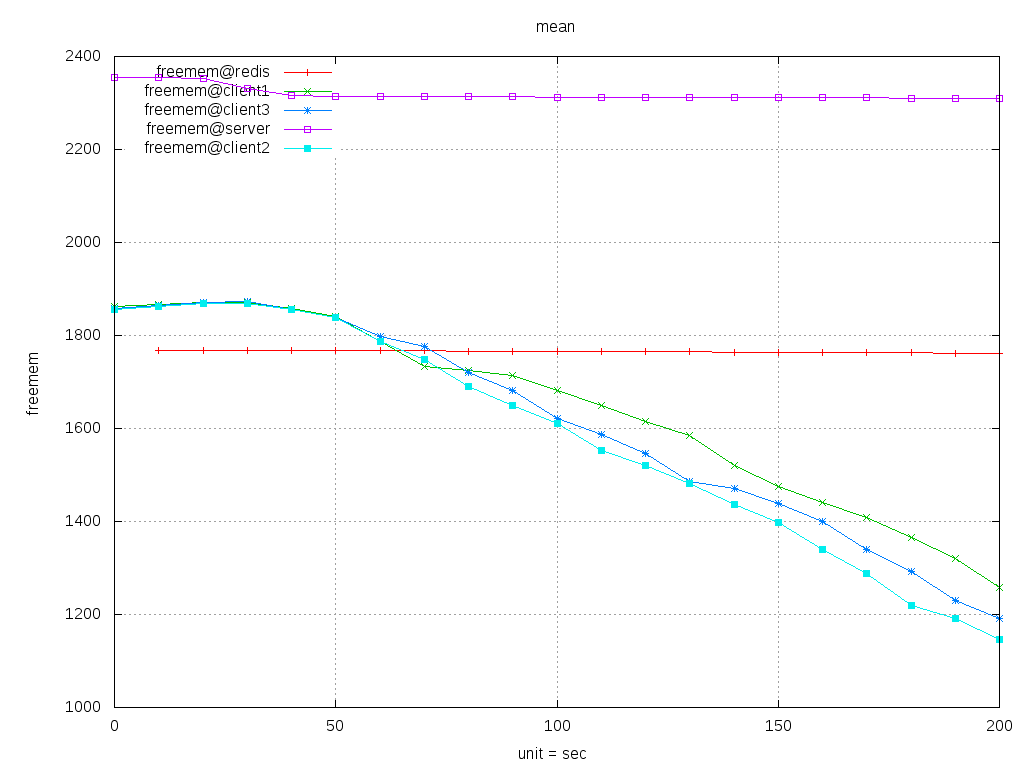 mean
2400
2200
2000
1800
1600
1400
1200
1000
freemem
freemem@redis
freemem@client1
freemem@client3
freemem@server
freemem@client2
0 50 100 150 200
unit = sec